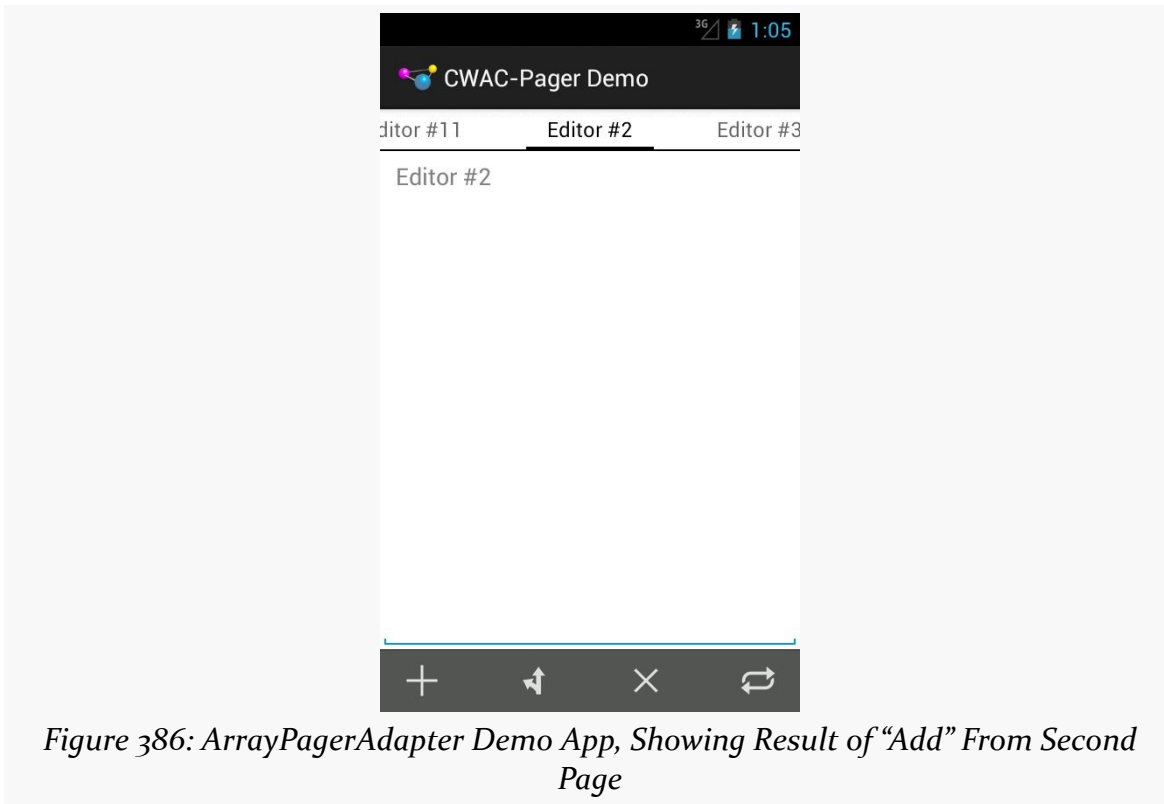 3G 1:05
CWAC-Pager Demo
ditor #11 Editor #2 Editor #3
Editor #2
Figure 386: ArrayPagerAdapter Demo App, Showing Result of “Add” From Second
Page